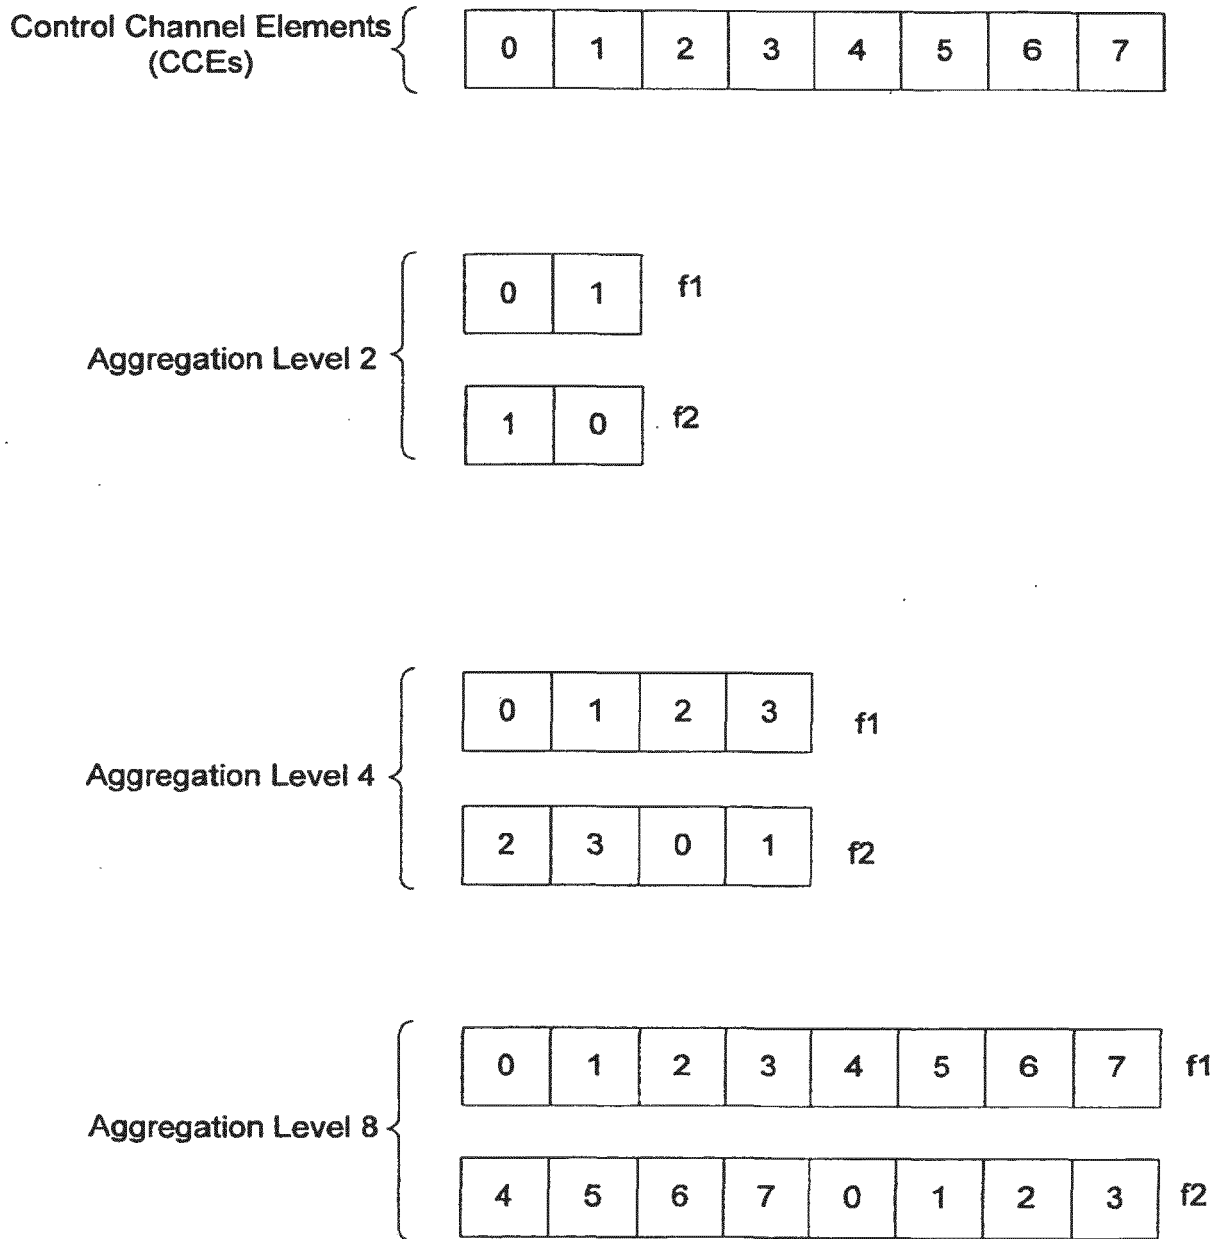 Control Channel Elements
(CCEs)
0 1 2 3 4 5 6 7
Aggregation Level 2
0 1 f1
1 0 f2
Aggregation Level 4
0 1 2 3 f1
2 3 0 1 f2
Aggregation Level 8
0 1 2 3 4 5 6 7 f1
4 5 6 7 0 1 2 3 f2